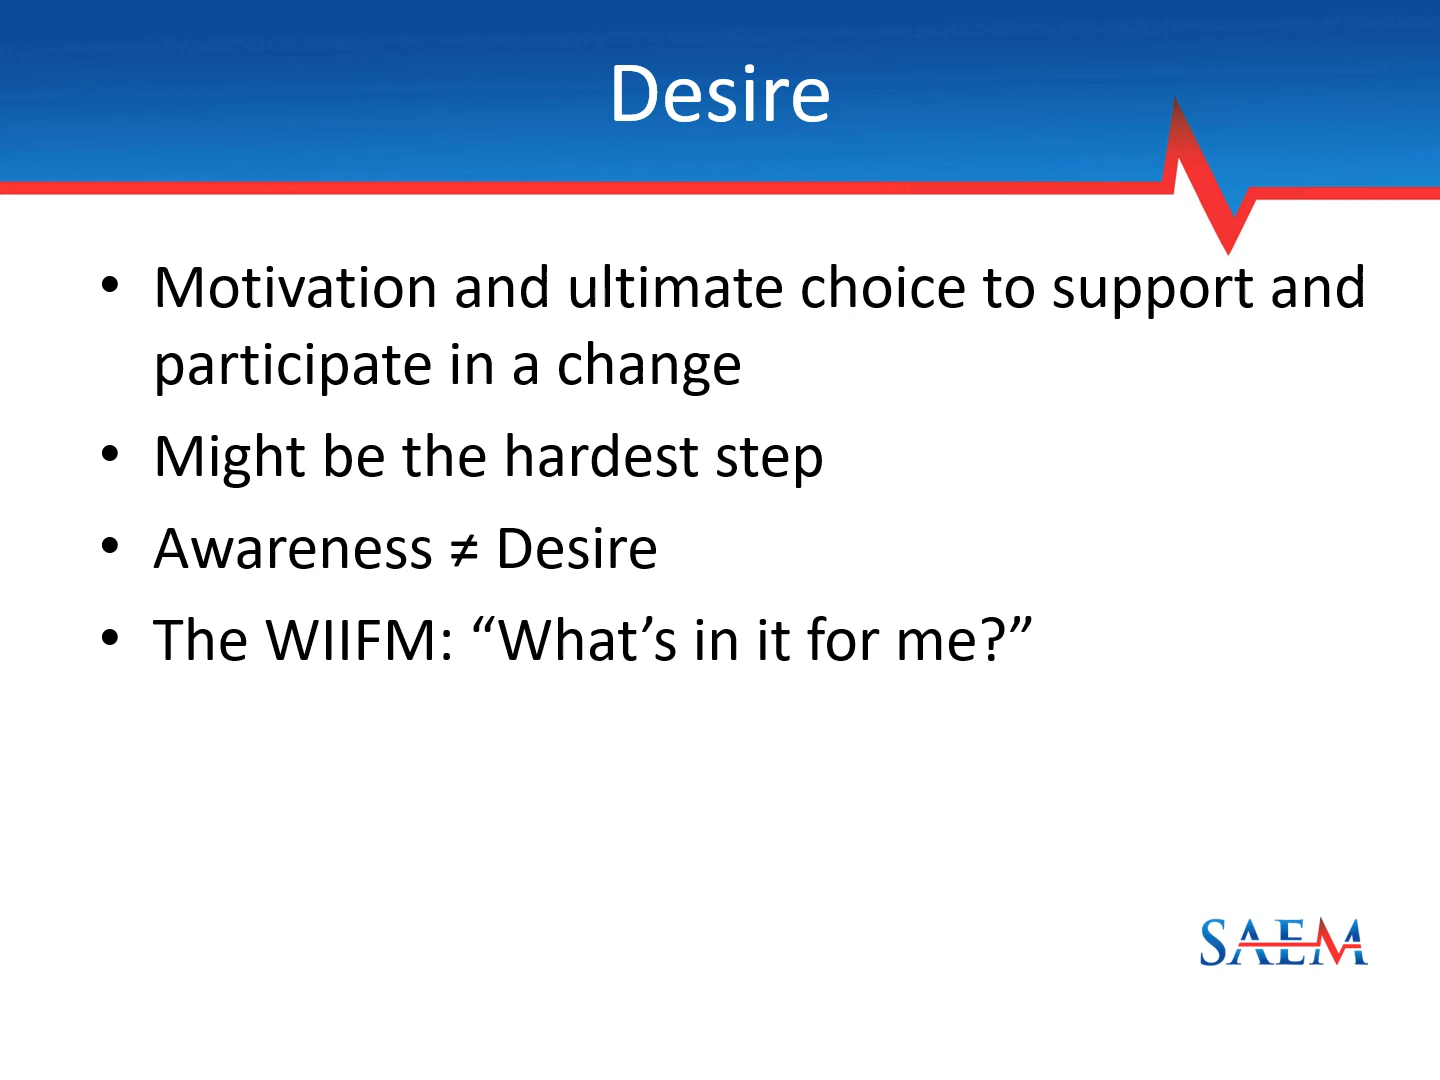 Desire
• Motivation and ultimate choice to support and
participate in a change
• Might be the hardest step
• Awareness ≠ Desire
• The WIIFM: “What’s in it for me?”
SAEM